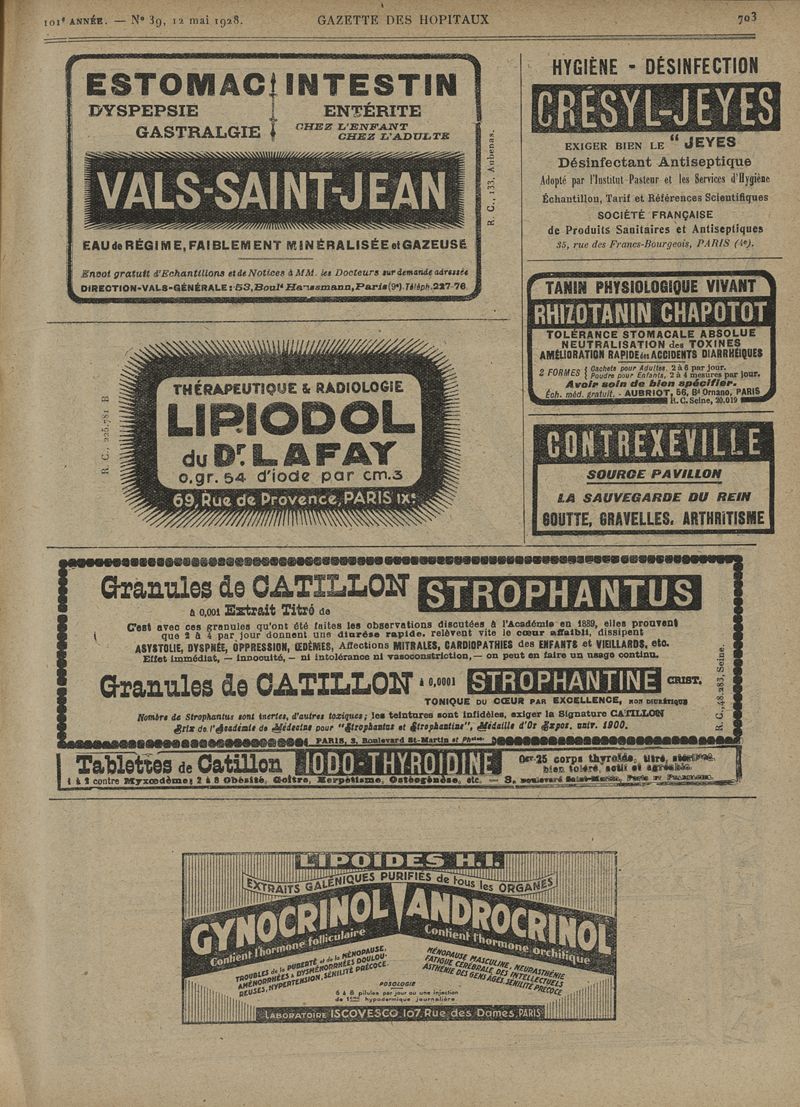 101e ANNÉE. — No 39, 12 mai 1928.
GAZETTE DES HOPITAUX
703
ESTOMAC
DYSPEPSIE
GASTRALGIE
INTESTIN
ENTÉRITE
CHEZ L'ENFANT
CHEZ L'ADULTE
VALS-SAINT-JEAN
EAU de RÉGIME, FAIBLEMENT MINÉRALISÉE et GAZEUSE
Envoi gratuit d'Echantillons et de Notices à MM. les Docteurs sur demande adressée
DIRECTION-VALS-GÉNÉRALE: 53, Bould Haussmann, Paris (9e). Téléph. 227-76.
R. C., 133, Aubenas.
HYGIÈNE - DÉSINFECTION
CRÉSYL-JEYES
EXIGER BIEN LE "JEYES
Désinfectant Antiseptique
Adopté par l'Institut Pasteur et les Services d'Hygiène
Échantillon, Tarif et Références Scientifiques
SOCIÉTÉ FRANÇAISE
de Produits Sanitaires et Antiseptiques
35, rue des Francs-Bourgeois, PARIS (4e).
TANIN PHYSIOLOGIQUE VIVANT
RHIZOTANIN CHAPOTOT
TOLÉRANCE STOMACALE ABSOLUE
NEUTRALISATION des TOXINES
AMÉLIORATION RAPIDE des ACCIDENTS DIARRHÉIQUES
2 FORMES { Cachets pour Adultes. 2 à 6 par jour.
Poudre pour Enfants. 2 à 4 mesures par jour.
Avoir soin de bien spécifier.
Éch. méd. gratuit. - AUBRIOT, 56, Bd Ornano, PARIS
R. C. Seine, 20.019
THÉRAPEUTIQUE & RADIOLOGIE
LIPIODOL
du Dr. LAFAY
0.gr. 54 d'iode par cm.3
69, Rue de Provence, PARIS IXe.
R. C., 225.781 B
CONTREXEVILLE
SOURCE PAVILLON
LA SAUVEGARDE DU REIN
GOUTTE, GRAVELLES, ARTHRITISME
Granules de CATILLON STROPHANTUS
à 0,001 Extrait Titré de
C'est avec ces granules qu'ont été faites les observations discutées à l'Académie en 1889, elles prouvent
que 2 à 4 par jour donnent une diurèse rapide, relèvent vite le cœur affaibli, dissipent
ASYSTOLIE, DYSPNÉE, OPPRESSION, ŒDÈMES, Affections MITRALES, CARDIOPATHIES des ENFANTS et VIEILLARDS, etc.
Effet immédiat, — innocuité, — ni intolérance ni vasoconstriction, — on peut en faire un usage continu.
Granules de CATILLON à 0,0001 STROPHANTINE CRIST.
TONIQUE DU CŒUR PAR EXCELLENCE, NON DIURÉTIQUE
Nombre de Strophantus sont inertes, d'autres toxiques; les teintures sont infidèles, exiger la Signature CATILLON
Prix de l'Académie de Médecine pour "Strophantus et Strophantine", Médaille d'Or Expos. univ. 1900.
PARIS, 3, Boulevard St-Martin et Phcies.
R. C., 48.283, Seine.
Tablettes de Catillon IODO-THYROIDINE
0gr25 corps thyroïde, titré, stérilisé,
bien toléré, actif et agréable.
1 à 2 contre Myxœdème; 2 à 8 Obésité, Goître, Herpétisme, Ostéogénèse, etc. — 3, Boulevard Saint-Martin, Paris et Pharmacies.
LIPOÏDES H.I.
EXTRAITS GALÉNIQUES PURIFIÉS de tous les ORGANES
GYNOCRINOL
Contient l'hormone folliculaire
TROUBLES de la PUBERTÉ et de la MÉNOPAUSE,
AMÉNORRHÉES & DYSMÉNORRHÉES DOULOU-
REUSES, HYPERTENSION, SÉNILITÉ PRÉCOCE.
ANDROCRINOL
Contient l'hormone orchitique
MÉNOPAUSE MASCULINE, NEURASTHÉNIE
FATIGUE CÉRÉBRALE DES INTELLECTUELS
ASTHÉNIE DES GENS AGÉS, SÉNILITÉ PRÉCOCE
POSOLOGIE
6 à 8 pilules par jour ou une injection
hypodermique journalière
LABORATOIRE ISCOVESCO 107, Rue des Dames, PARIS